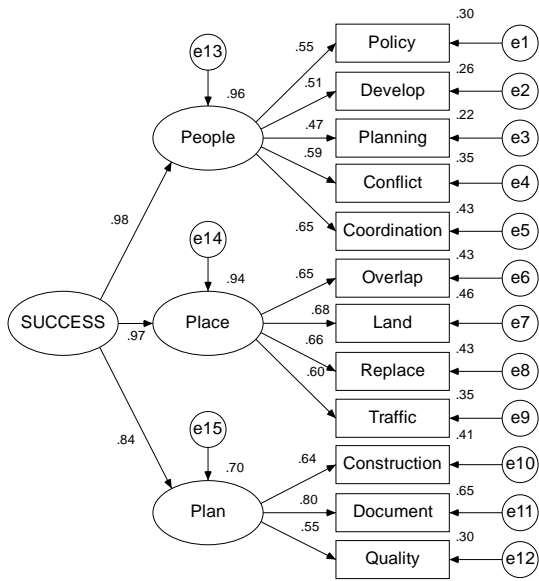 .30
Policy
e1
.55
e13
.26
.96
.51
Develop
e2
.22
People
.47
Planning
e3
.59
.35
Conflict
e4
.43
.98
.65
Coordination
e5
e14
.43
.94
.65
Overlap
e6
.46
SUCCESS
.97
Place
.68
Land
e7
.66
.43
.60
Replace
e8
.35
Traffic
e9
.84
e15
.41
.70
.64
Construction
e10
.65
Plan
.80
Document
e11
.55
.30
Quality
e12